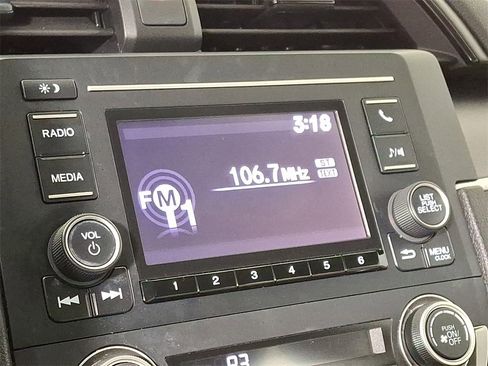 3:18
RADIO
MEDIA
106.7MHz
ST
TEXT
FM
1
VOL
LIST
PUSH
SELECT
MENU
CLOCK
1 2 3 4 5 6
PUSH
ON/
OFF